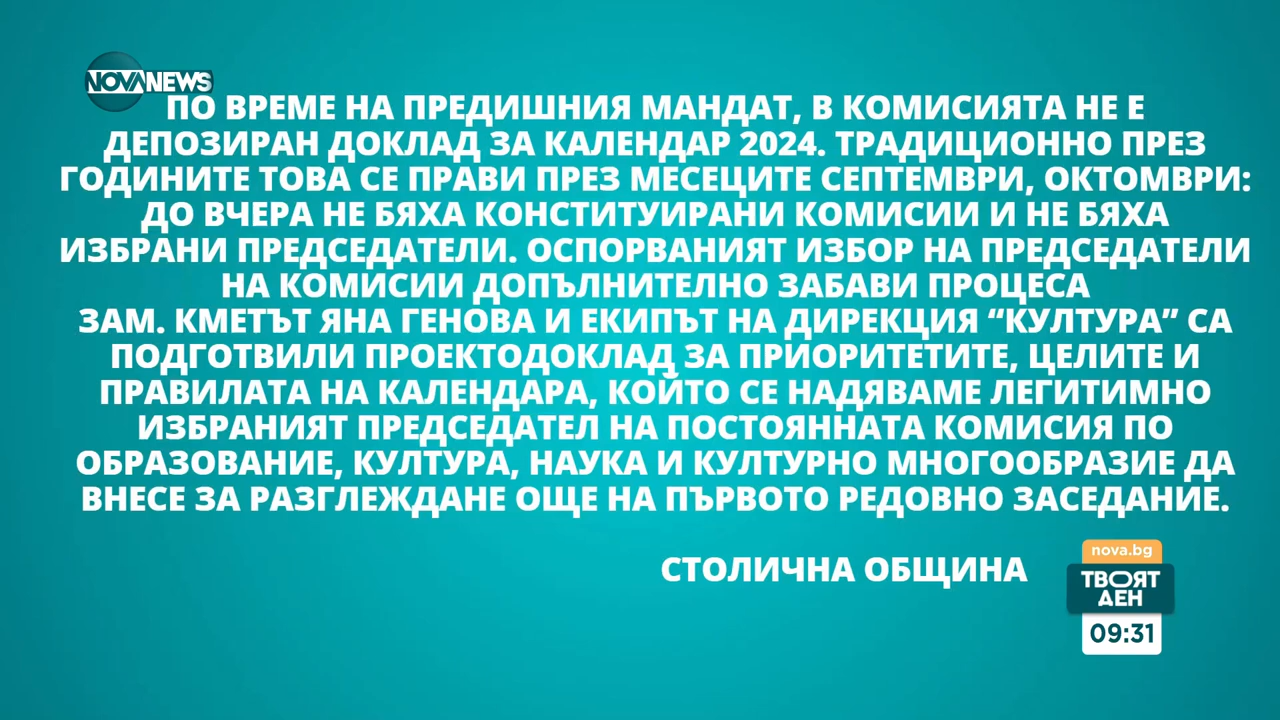 NOVANEWS
ПО ВРЕМЕ НА ПРЕДИШНИЯ МАНДАТ, В КОМИСИЯТА НЕ Е
ДЕПОЗИРАН ДОКЛАД ЗА КАЛЕНДАР 2024. ТРАДИЦИОННО ПРЕЗ
ГОДИНИТЕ ТОВА СЕ ПРАВИ ПРЕЗ МЕСЕЦИТЕ СЕПТЕМВРИ, ОКТОМВРИ:
ДО ВЧЕРА НЕ БЯХА КОНСТИТУИРАНИ КОМИСИИ И НЕ БЯХА
ИЗБРАНИ ПРЕДСЕДАТЕЛИ. ОСПОРВАНИЯТ ИЗБОР НА ПРЕДСЕДАТЕЛИ
НА КОМИСИИ ДОПЪЛНИТЕЛНО ЗАБАВИ ПРОЦЕСА
ЗАМ. КМЕТЪТ ЯНА ГЕНОВА И ЕКИПЪТ НА ДИРЕКЦИЯ “КУЛТУРА” СА
ПОДГОТВИЛИ ПРОЕКТОДОКЛАД ЗА ПРИОРИТЕТИТЕ, ЦЕЛИТЕ И
ПРАВИЛАТА НА КАЛЕНДАРА, КОЙТО СЕ НАДЯВАМЕ ЛЕГИТИМНО
ИЗБРАНИЯТ ПРЕДСЕДАТЕЛ НА ПОСТОЯННАТА КОМИСИЯ ПО
ОБРАЗОВАНИЕ, КУЛТУРА, НАУКА И КУЛТУРНО МНОГООБРАЗИЕ ДА
ВНЕСЕ ЗА РАЗГЛЕЖДАНЕ ОЩЕ НА ПЪРВОТО РЕДОВНО ЗАСЕДАНИЕ.
СТОЛИЧНА ОБЩИНА
nova.bg
ТВОЯТ
ДЕН
09:31